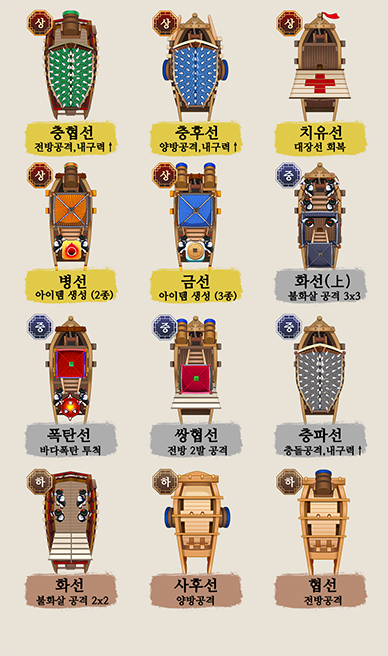 상 상 상
충협선 충후선 치유선
전방공격,내구력↑ 양방공격,내구력↑ 대장선 회복
상 상 중
병선 금선 화선(上)
아이템 생성 (2종) 아이템 생성 (3종) 불화살 공격 3x3
중 중 중
폭탄선 쌍협선 충파선
바다폭탄 투척 전방 2발 공격 충돌공격,내구력↑
하 하 하
화선 사후선 협선
불화살 공격 2x2 양방공격 전방공격